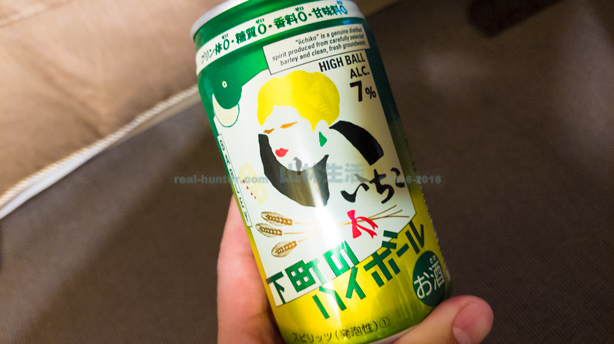 プリン体0・糖質0・香料0・甘味料0
"iichiko" is a genuine distilled
spirit produced from carefully selected
barley and clean, fresh groundwater.
HIGH BALL
ALC.
7%
いいちこ
下町の
ハイボール
お酒
スピリッツ(発泡性)①
real-hunter.com